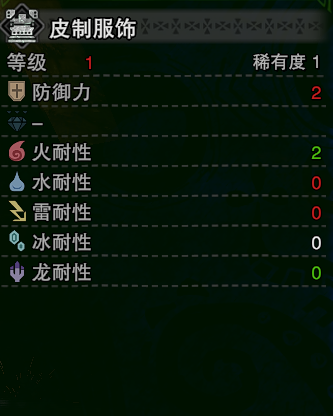 皮制服饰
等级 1 稀有度 1
防御力 2
–
火耐性 2
水耐性 0
雷耐性 0
冰耐性 0
龙耐性 0